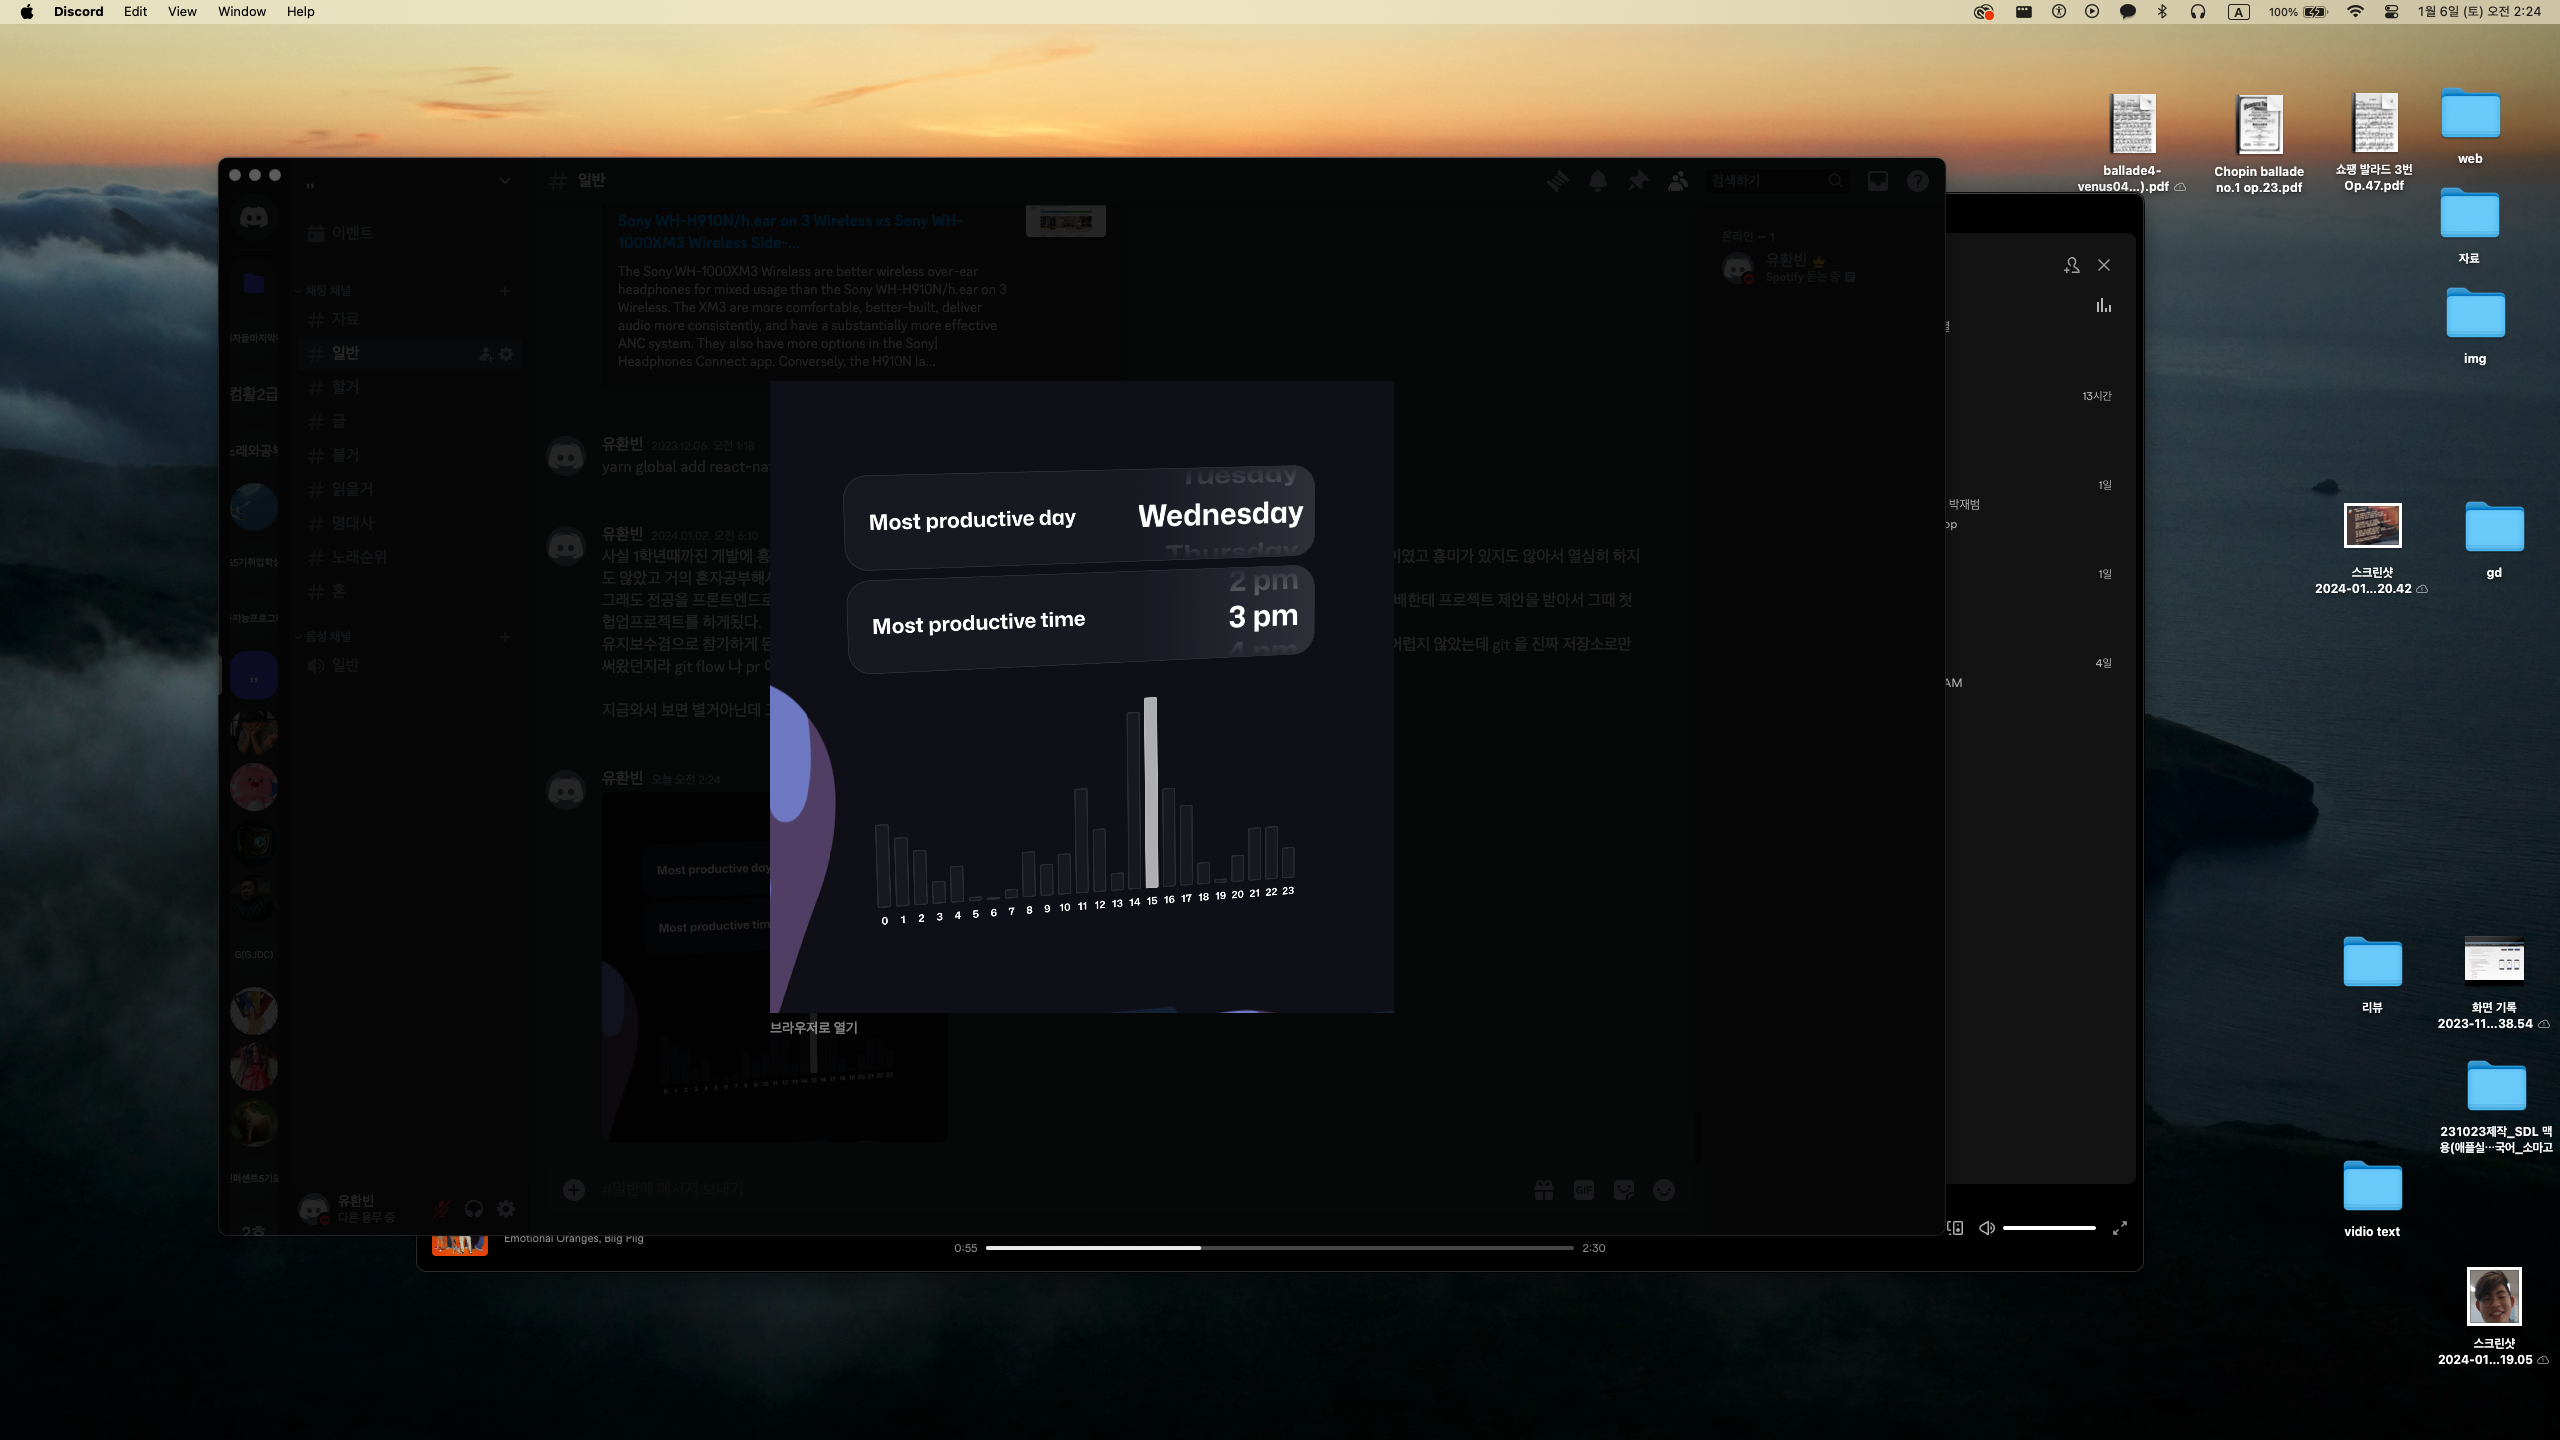 Discord Edit View Window Help
A 100% 1월 6일 (토) 오전 2:24
ballade4-
venus04...).pdf
Chopin ballade
no.1 op.23.pdf
쇼팽 발라드 3번
Op.47.pdf
web
자료
img
스크린샷
2024-01...20.42
gd
리뷰
화면 기록
2023-11...38.54
231023제작_SDL 맥
용(애플실…국어_소마고
vidio text
스크린샷
2024-01...19.05
,,
이벤트
채팅 채널
자료
일반
할거
글
볼거
읽을거
명대사
노래순위
혼
음성 채널
일반
컴활2급
G(G.IDC)
유환빈
다른 용무 중
# 일반
검색하기
Sony WH-H910N/h.ear on 3 Wireless vs Sony WH-
1000XM3 Wireless Side-...
The Sony WH-1000XM3 Wireless are better wireless over-ear
headphones for mixed usage than the Sony WH-H910N/h.ear on 3
Wireless. The XM3 are more comfortable, better-built, deliver
audio more consistently, and have a substantially more effective
ANC system. They also have more options in the Sony|
Headphones Connect app. Conversely, the H910N la...
유환빈 2023.12.06. 오전 1:18
yarn global add react-na
유환빈 2024.01.02. 오전 6:10
사실 1학년때까진 개발에 흥 이였고 흥미가 있지도 않아서 열심히 하지
도 않았고 거의 혼자공부해서
그래도 전공을 프론트엔드로 배한테 프로젝트 제안을 받아서 그때 첫
협업프로젝트를 하게됬다.
유지보수겸으로 참가하게 된 어렵지 않았는데 git 을 진짜 저장소로만
써왔던지라 git flow 나 pr
지금와서 보면 별거아닌데
유환빈 오늘 오전 2:24
Most productive day
Most productive tim
Tuesday
Most productive day Wednesday
Thursday
2 pm
Most productive time 3 pm
4 pm
0 1 2 3 4 5 6 7 8 9 10 11 12 13 14 15 16 17 18 19 20 21 22 23
브라우저로 열기
#일반에 메시지 보내기
GIF
온라인 — 1
유환빈
Spotify 듣는 중
13시간
1일
박재범
op
1일
4일
AM
Emotional Oranges, Biig Piig
0:55 2:30